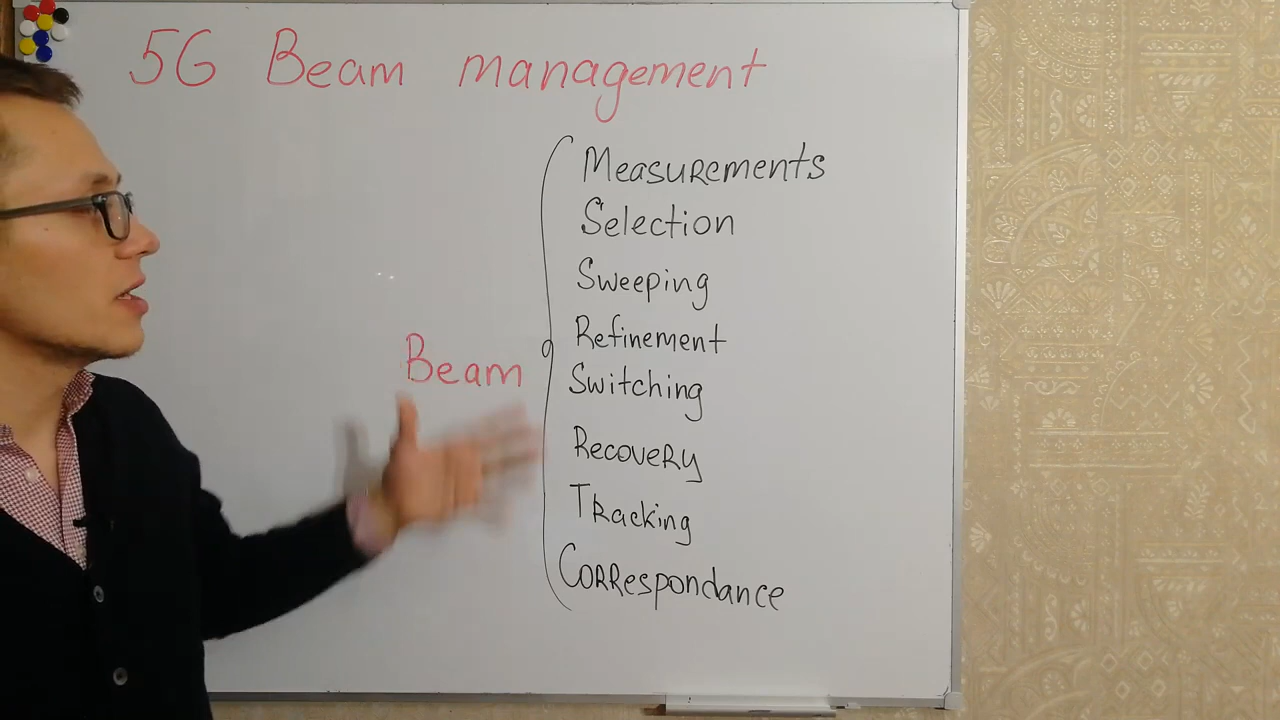 5G Beam management
Measurements
Selection
Sweeping
Refinement
Beam
Switching
Recovery
Tracking
Correspondance